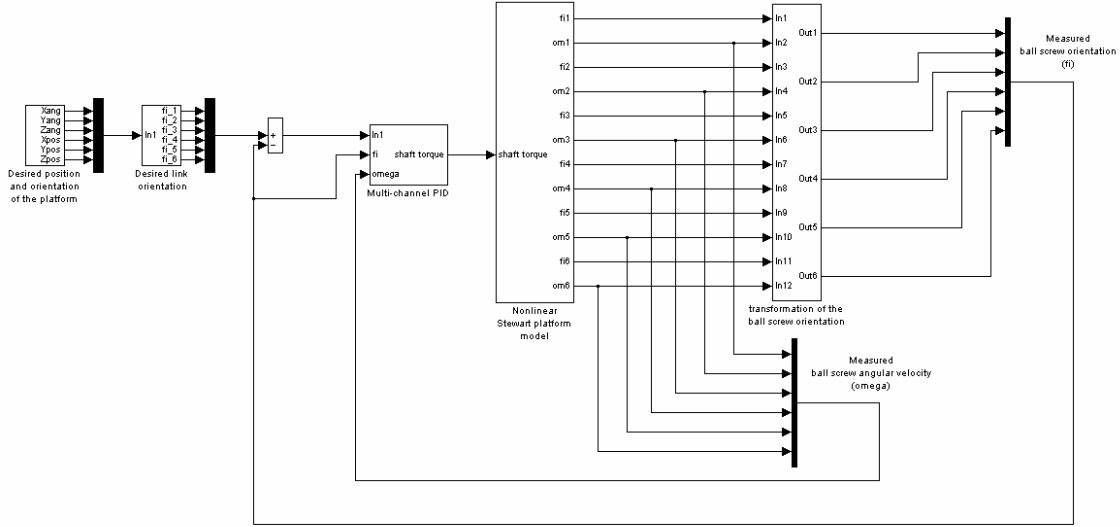 Xang
Yang
Zang
Xpos
Ypos
Zpos
Desired position
and orientation
of the platform
In1
fi_1
fi_2
fi_3
fi_4
fi_5
fi_6
Desired link
orientation
+
−
In1
fi
omega
shaft torque
Multi-channel PID
shaft torque
fi1
om1
fi2
om2
fi3
om3
fi4
om4
fi5
om5
fi6
om6
Nonlinear
Stewart platform
model
In1
In2
In3
In4
In5
In6
In7
In8
In9
In10
In11
In12
Out1
Out2
Out3
Out4
Out5
Out6
transformation of the
ball screw orientation
Measured
ball screw orientation
(fi)
Measured
ball screw angular velocity
(omega)